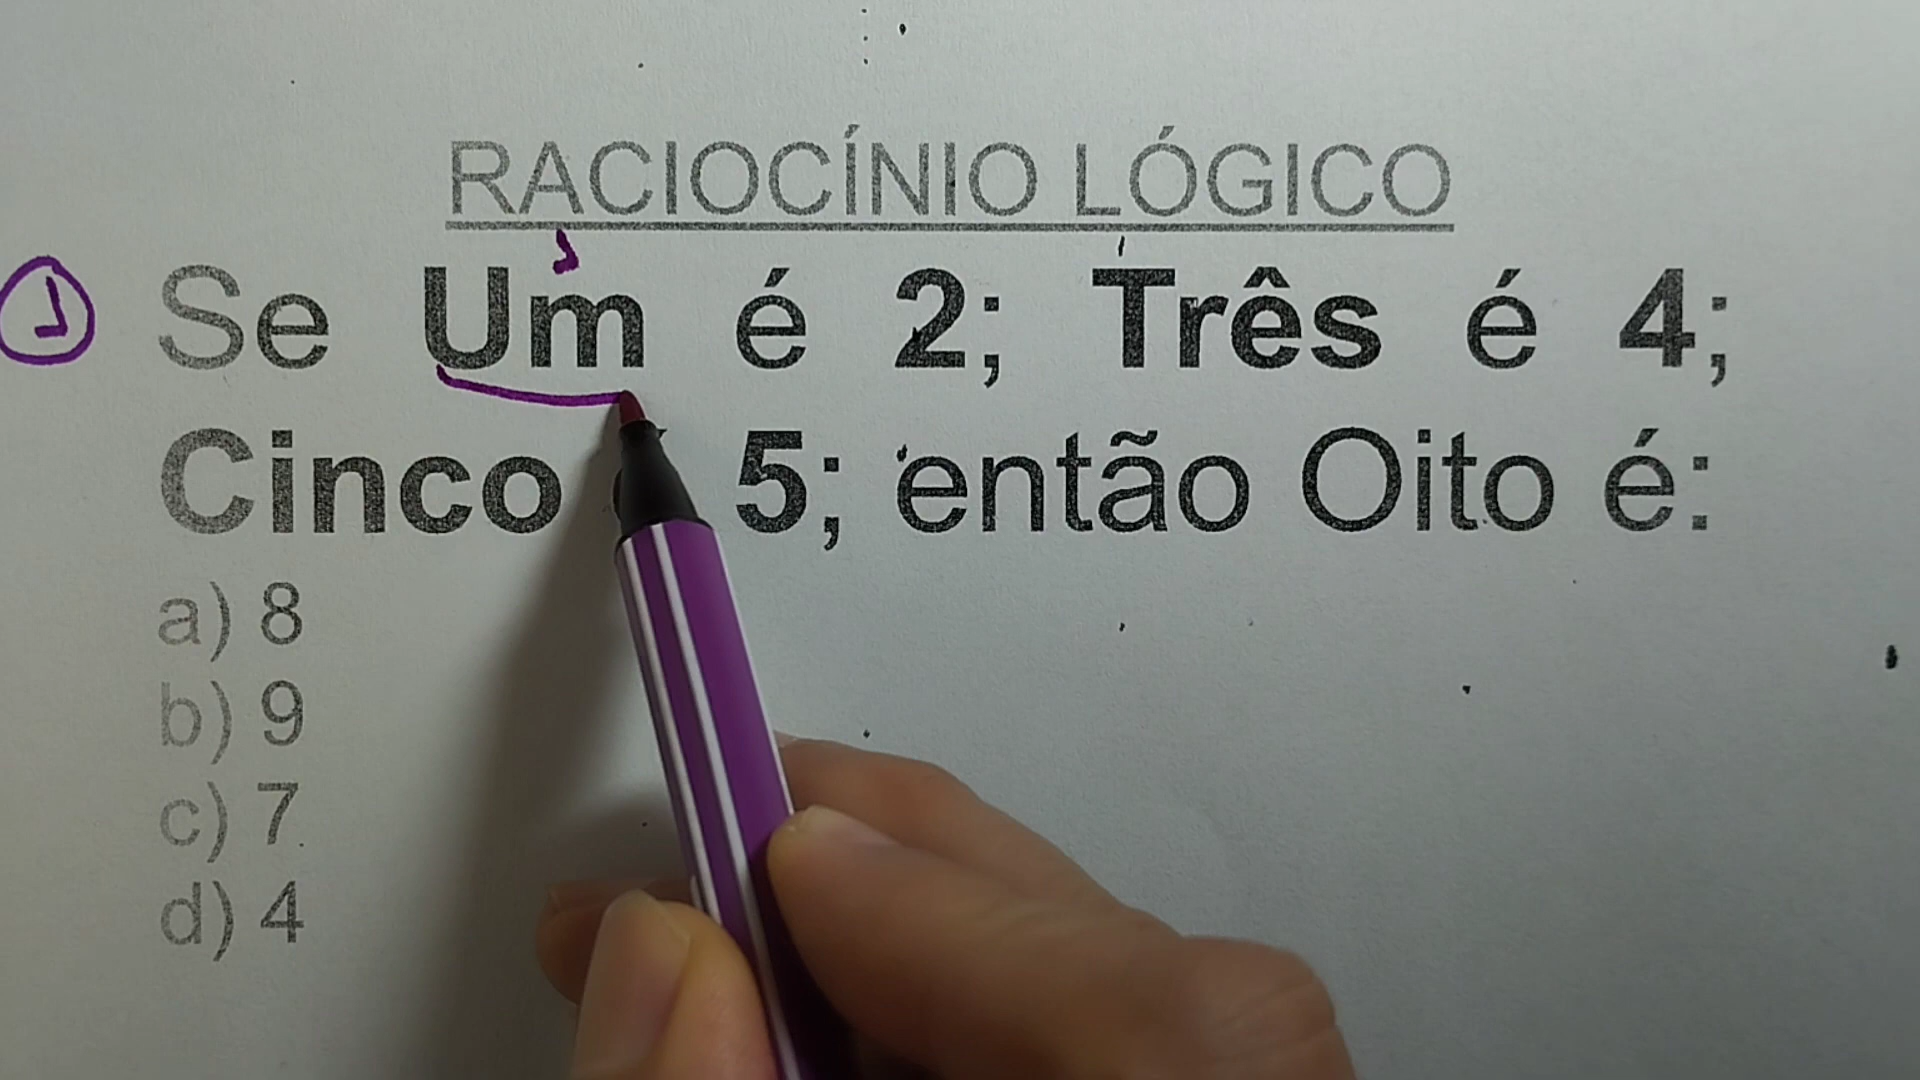 RACIOCÍNIO LÓGICO
1 Se Um é 2; Três é 4;
Cinco 5; então Oito é:
a) 8
b) 9
c) 7
d) 4